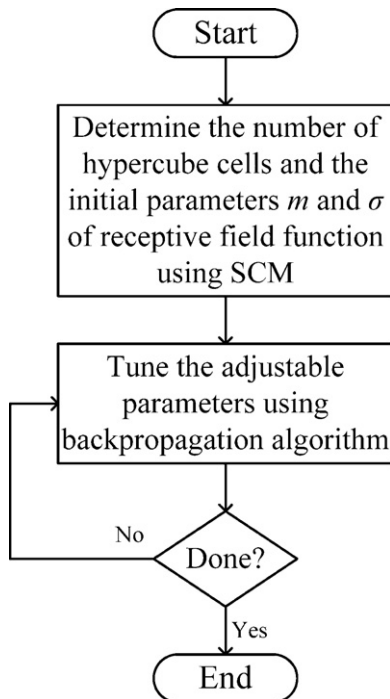 Start
Determine the number of
hypercube cells and the
initial parameters m and σ
of receptive field function
using SCM
Tune the adjustable
parameters using
backpropagation algorithm
No
Done?
Yes
End